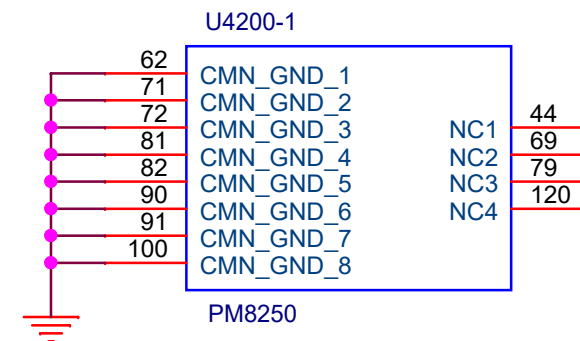 U4200-1
62 CMN_GND_1
71 CMN_GND_2
72 CMN_GND_3 NC1 44
81 CMN_GND_4 NC2 69
82 CMN_GND_5 NC3 79
90 CMN_GND_6 NC4 120
91 CMN_GND_7
100 CMN_GND_8
PM8250